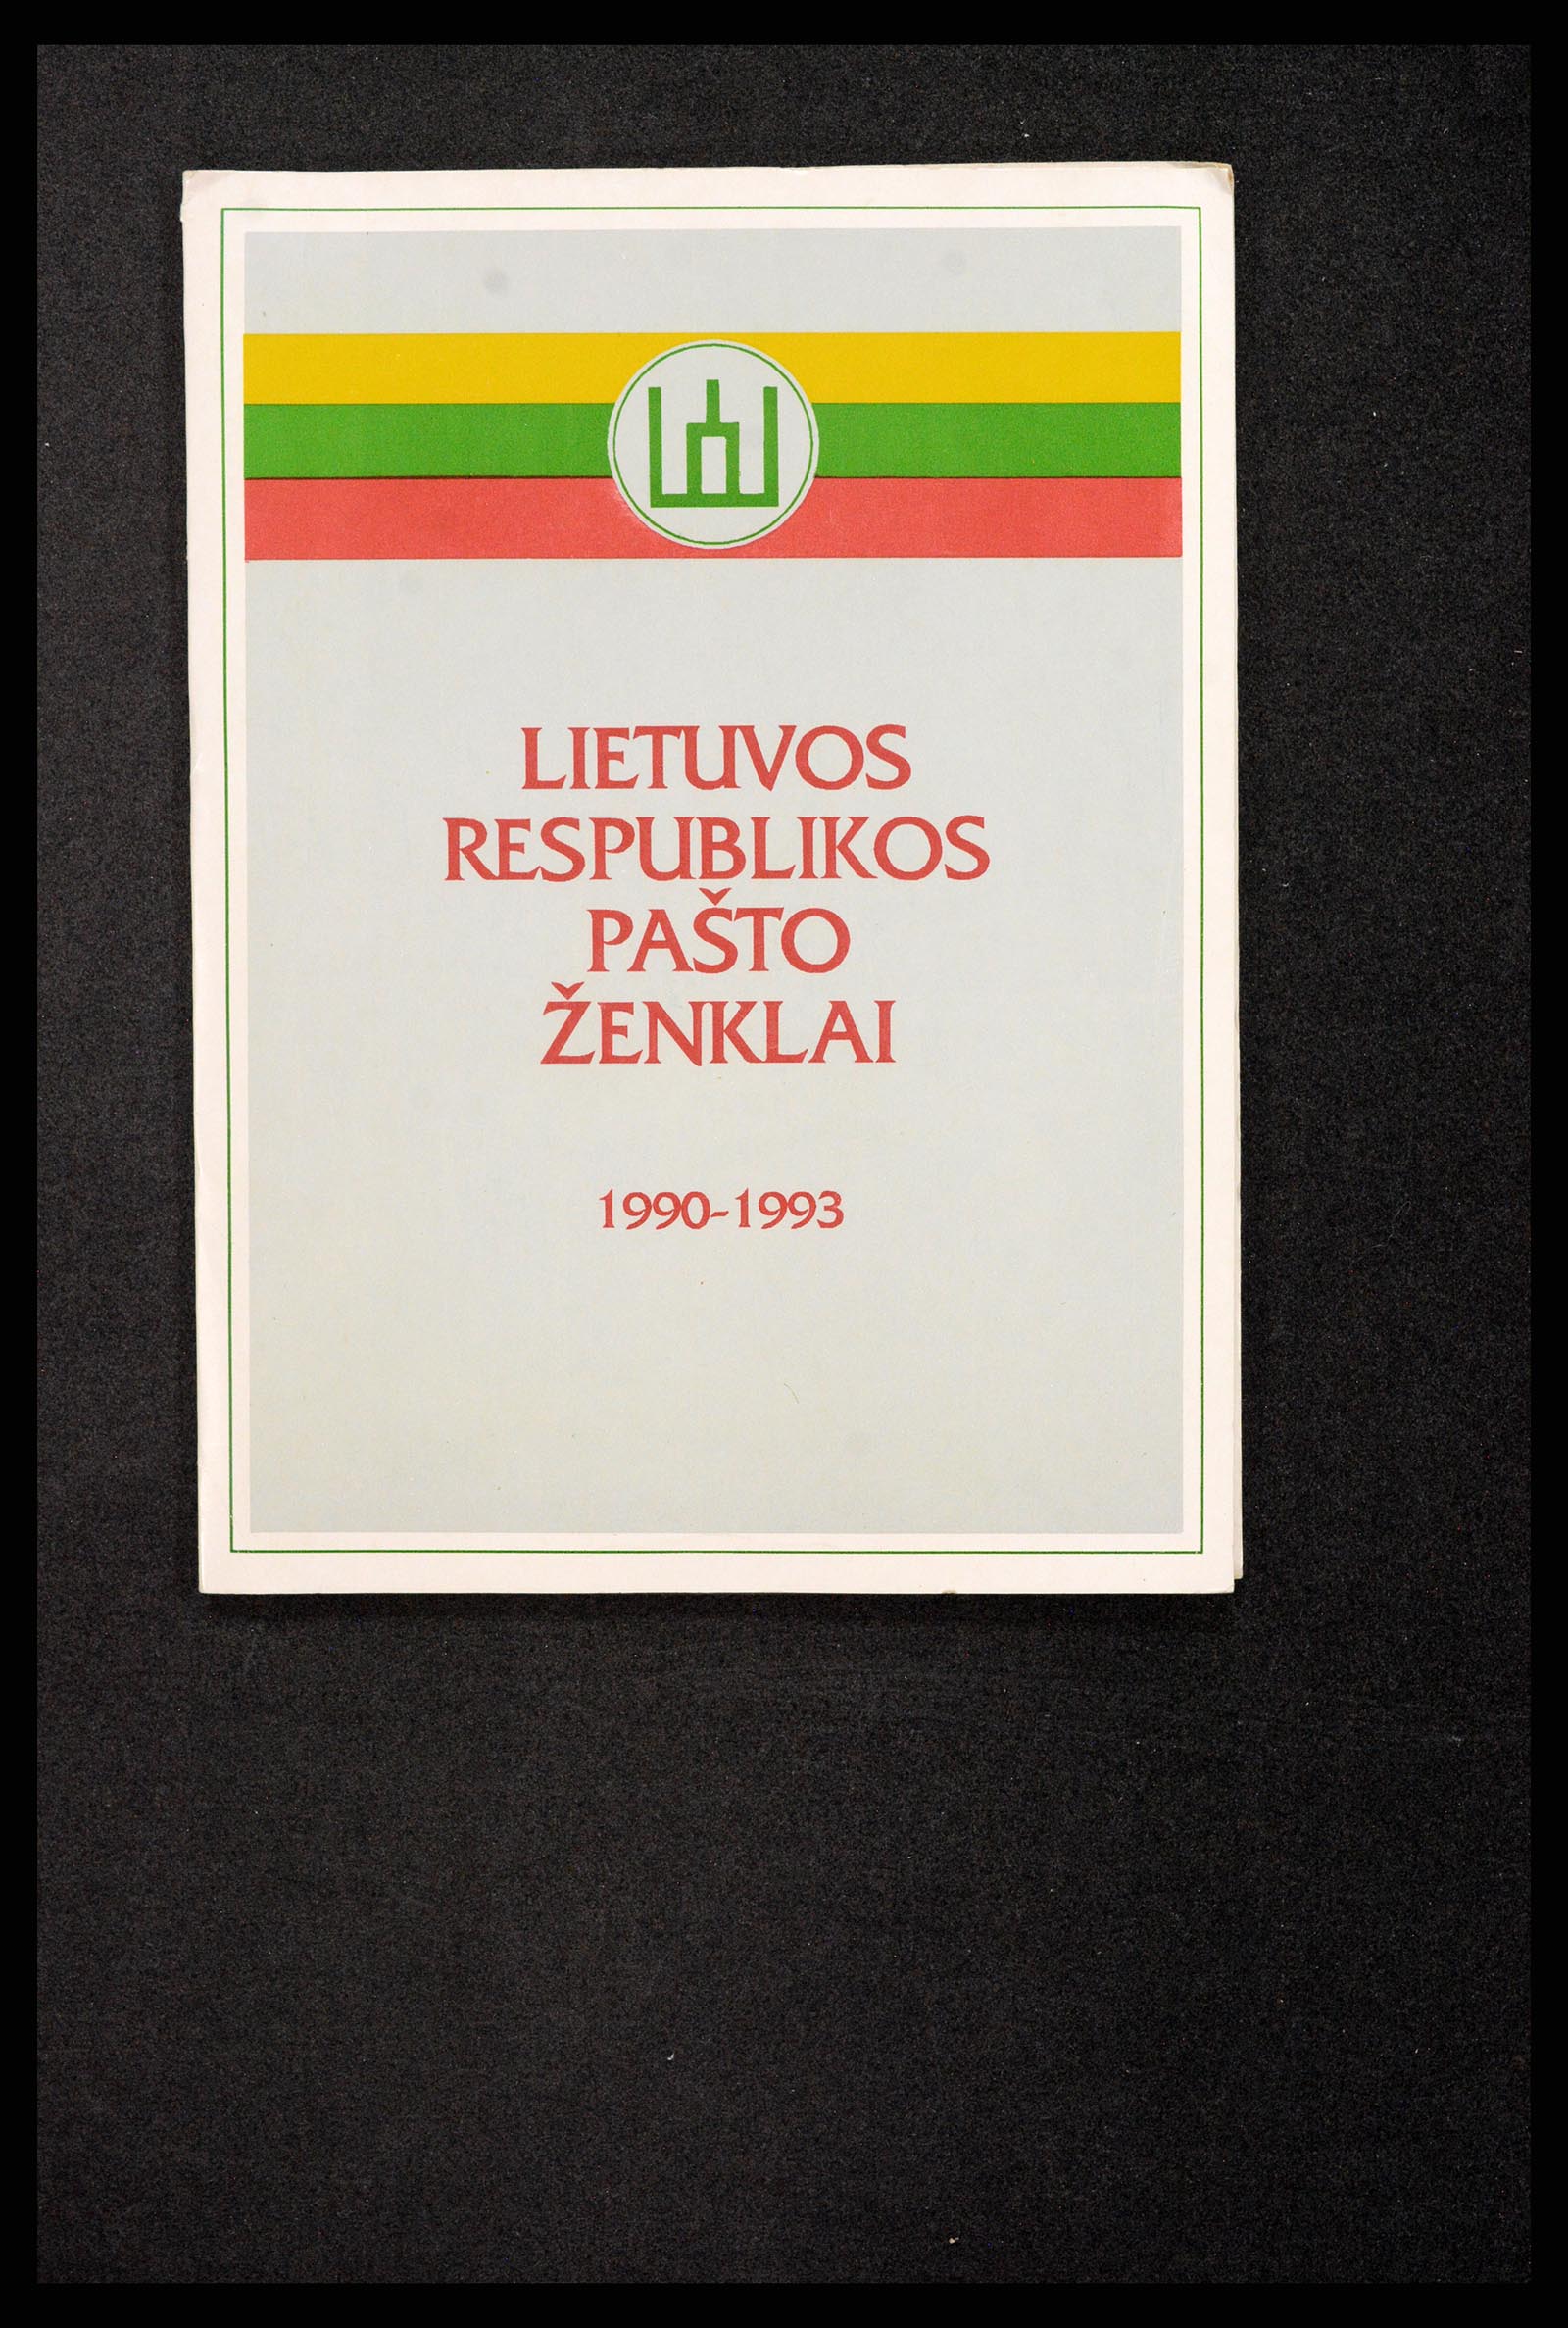 LIETUVOS
RESPUBLIKOS
PAŠTO
ŽENKLAI
1990-1993